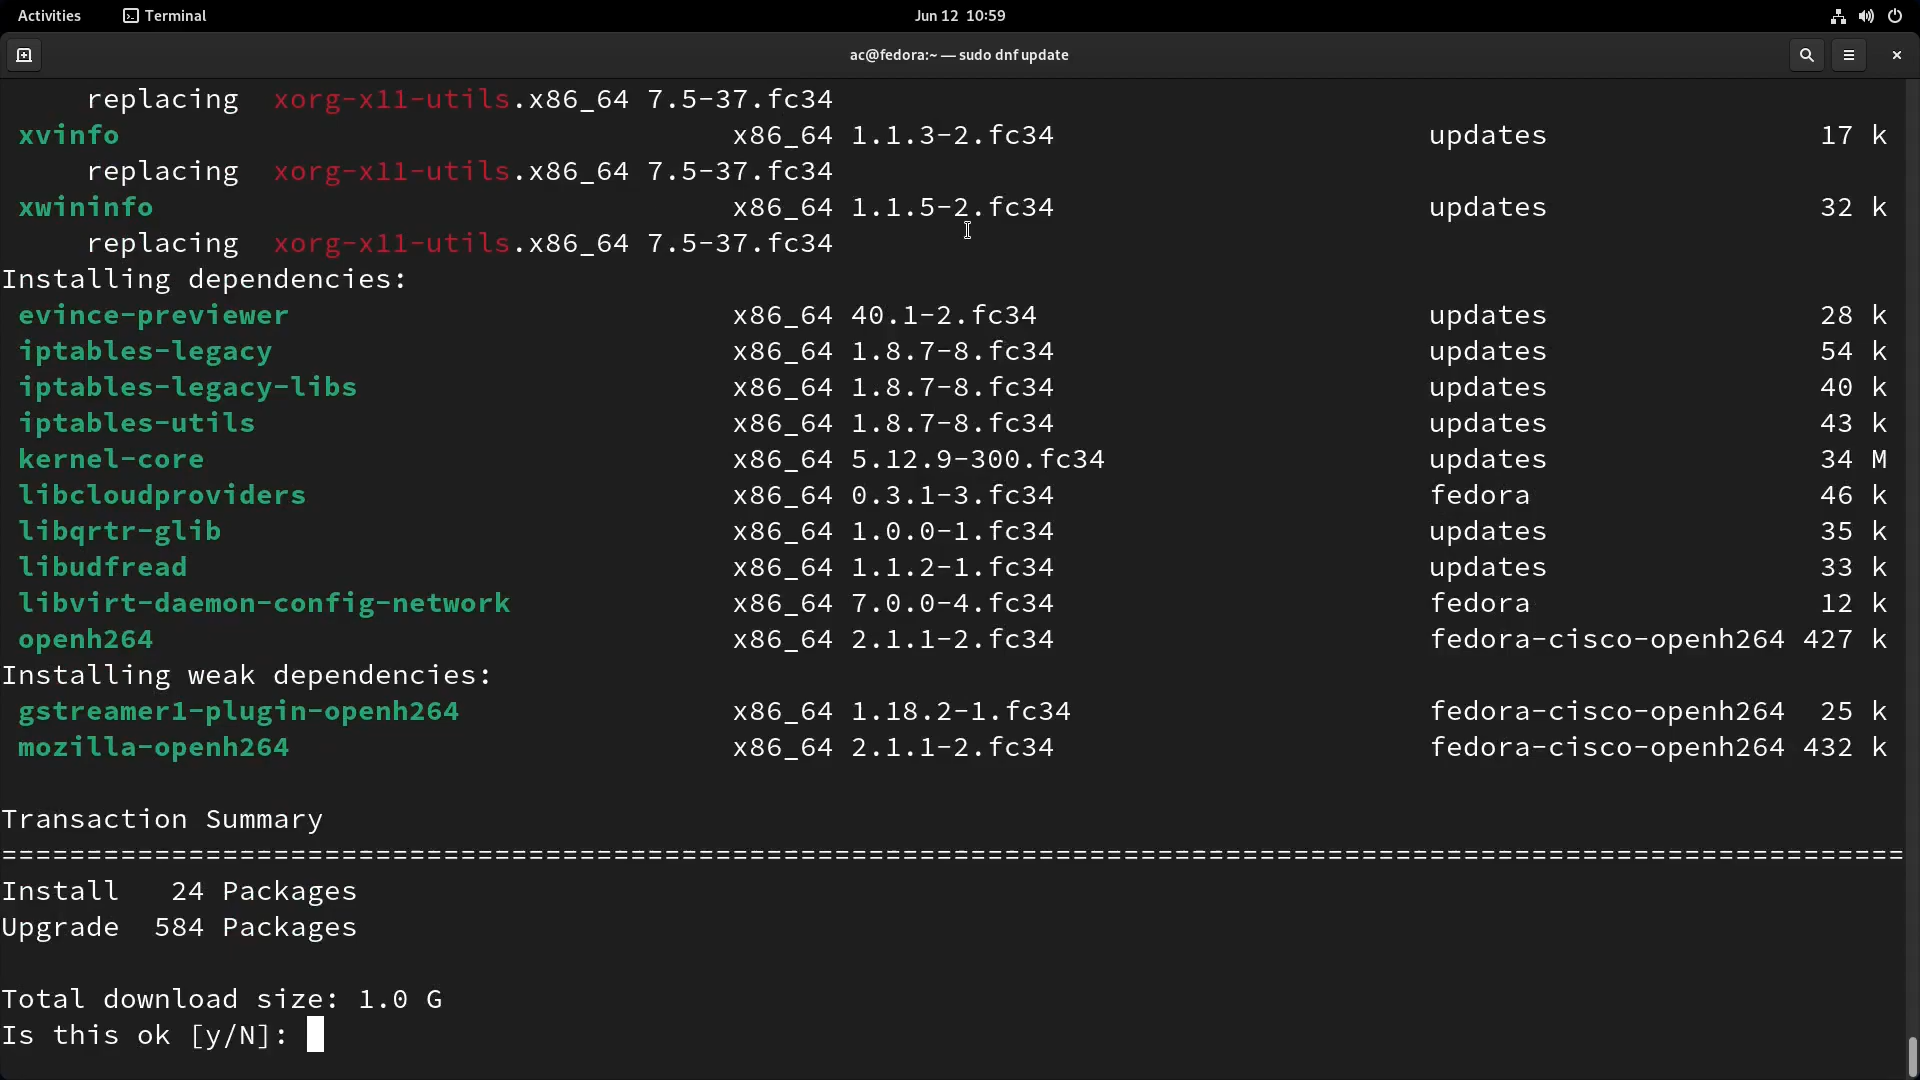 Activities Terminal Jun 12 10:59
ac@fedora:~ — sudo dnf update
replacing xorg-x11-utils.x86_64 7.5-37.fc34
xvinfo x86_64 1.1.3-2.fc34 updates 17 k
replacing xorg-x11-utils.x86_64 7.5-37.fc34
xwininfo x86_64 1.1.5-2.fc34 updates 32 k
replacing xorg-x11-utils.x86_64 7.5-37.fc34
Installing dependencies:
evince-previewer x86_64 40.1-2.fc34 updates 28 k
iptables-legacy x86_64 1.8.7-8.fc34 updates 54 k
iptables-legacy-libs x86_64 1.8.7-8.fc34 updates 40 k
iptables-utils x86_64 1.8.7-8.fc34 updates 43 k
kernel-core x86_64 5.12.9-300.fc34 updates 34 M
libcloudproviders x86_64 0.3.1-3.fc34 fedora 46 k
libqrtr-glib x86_64 1.0.0-1.fc34 updates 35 k
libudfread x86_64 1.1.2-1.fc34 updates 33 k
libvirt-daemon-config-network x86_64 7.0.0-4.fc34 fedora 12 k
openh264 x86_64 2.1.1-2.fc34 fedora-cisco-openh264 427 k
Installing weak dependencies:
gstreamer1-plugin-openh264 x86_64 1.18.2-1.fc34 fedora-cisco-openh264 25 k
mozilla-openh264 x86_64 2.1.1-2.fc34 fedora-cisco-openh264 432 k
Transaction Summary
================================================================================================================
Install 24 Packages
Upgrade 584 Packages
Total download size: 1.0 G
Is this ok [y/N]: